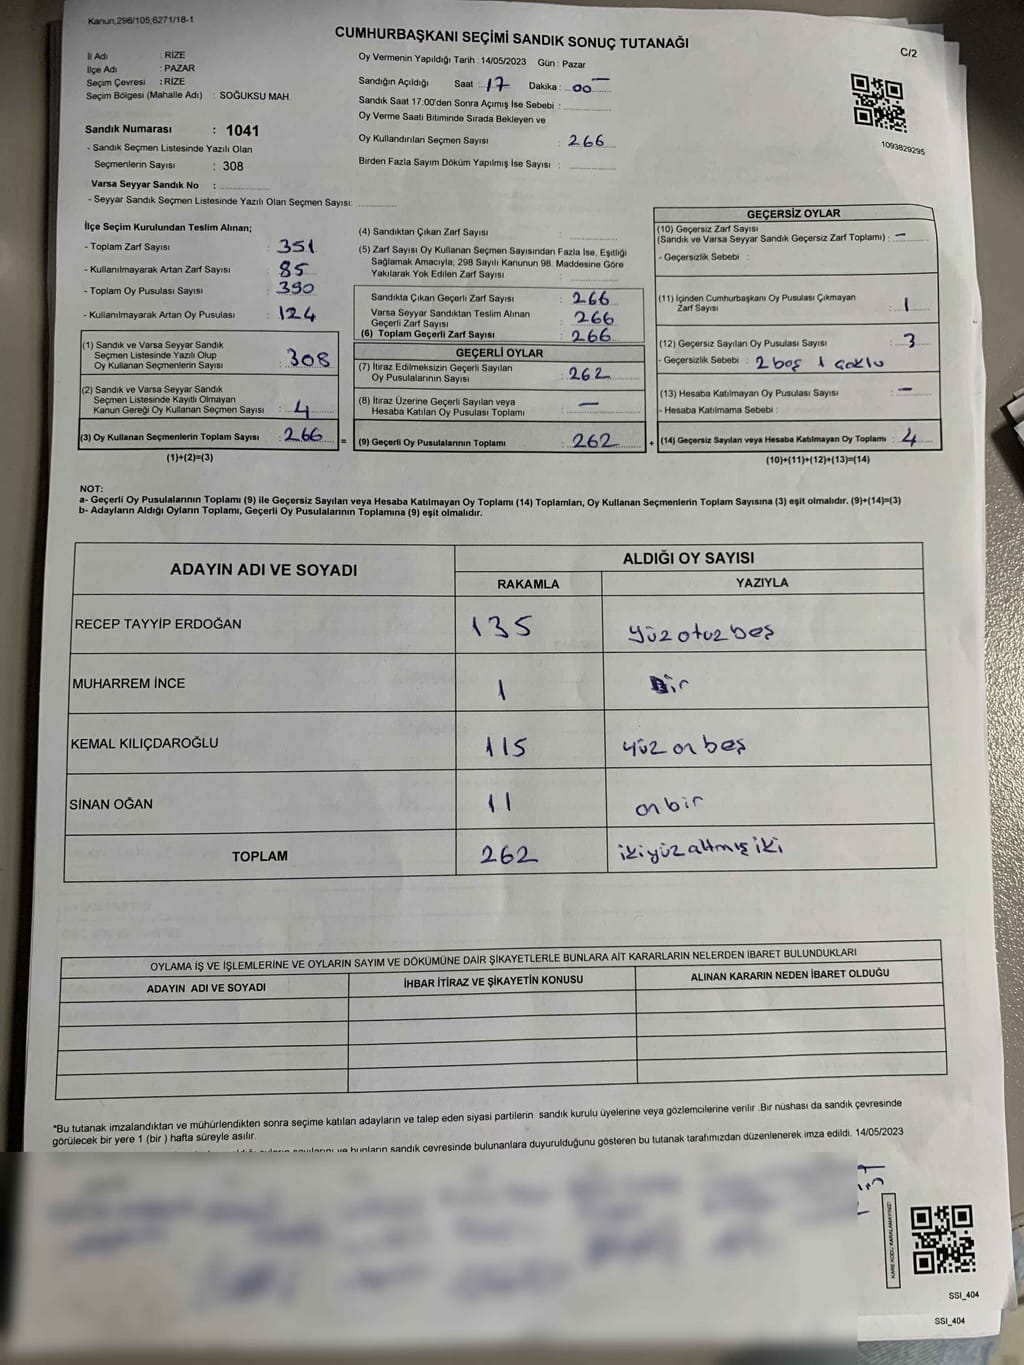 Kanun,298/105,6271/18-1
CUMHURBAŞKANI SEÇİMİ SANDIK SONUÇ TUTANAĞI
C/2
İl Adı : RİZE
İlçe Adı : PAZAR
Seçim Çevresi : RİZE
Seçim Bölgesi (Mahalle Adı) : SOĞUKSU MAH.
Sandık Numarası : 1041
- Sandık Seçmen Listesinde Yazılı Olan
Seçmenlerin Sayısı : 308
Varsa Seyyar Sandık No :
- Seyyar Sandık Seçmen Listesinde Yazılı Olan Seçmen Sayısı:
Oy Vermenin Yapıldığı Tarih : 14/05/2023 Gün : Pazar
Sandığın Açıldığı Saat : 17 Dakika : 00
Sandık Saat 17:00'den Sonra Açımış İse Sebebi :
Oy Verme Saati Bitiminde Sırada Bekleyen ve
Oy Kullandırılan Seçmen Sayısı : 266
Birden Fazla Sayım Döküm Yapılmış İse Sayısı :
1093829295
İlçe Seçim Kurulundan Teslim Alınan;
- Toplam Zarf Sayısı : 351
- Kullanılmayarak Artan Zarf Sayısı : 85
- Toplam Oy Pusulası Sayısı : 390
- Kullanılmayarak Artan Oy Pusulası : 124
(1) Sandık ve Varsa Seyyar Sandık
Seçmen Listesinde Yazılı Olup
Oy Kullanan Seçmenlerin Sayısı : 308
(2) Sandık ve Varsa Seyyar Sandık
Seçmen Listesinde Kayıtlı Olmayan
Kanun Gereği Oy Kullanan Seçmen Sayısı : 4
(3) Oy Kullanan Seçmenlerin Toplam Sayısı : 266
(1)+(2)=(3)
(4) Sandıktan Çıkan Zarf Sayısı :
(5) Zarf Sayısı Oy Kullanan Seçmen Sayısından Fazla İse, Eşitliği
Sağlamak Amacıyla; 298 Sayılı Kanunun 98. Maddesine Göre
Yakılarak Yok Edilen Zarf Sayısı :
Sandıkta Çıkan Geçerli Zarf Sayısı : 266
Varsa Seyyar Sandıktan Teslim Alınan
Geçerli Zarf Sayısı : 266
(6) Toplam Geçerli Zarf Sayısı : 266
GEÇERLİ OYLAR
(7) İtiraz Edilmeksizin Geçerli Sayılan
Oy Pusulalarının Sayısı : 262
(8) İtiraz Üzerine Geçerli Sayılan veya
Hesaba Katılan Oy Pusulası Toplamı : —
= (9) Geçerli Oy Pusulalarının Toplamı : 262 +
GEÇERSİZ OYLAR
(10) Geçersiz Zarf Sayısı
(Sandık ve Varsa Seyyar Sandık Geçersiz Zarf Toplamı) : —
- Geçersizlik Sebebi :
(11) İçinden Cumhurbaşkanı Oy Pusulası Çıkmayan
Zarf Sayısı : 1
(12) Geçersiz Sayılan Oy Pusulası Sayısı : 3
- Geçersizlik Sebebi : 2 boş 1 çoklu
(13) Hesaba Katılmayan Oy Pusulası Sayısı : —
- Hesaba Katılmama Sebebi :
(14) Geçersiz Sayılan veya Hesaba Katılmayan Oy Toplamı : 4
(10)+(11)+(12)+(13)=(14)
NOT:
a- Geçerli Oy Pusulalarının Toplamı (9) ile Geçersiz Sayılan veya Hesaba Katılmayan Oy Toplamı (14) Toplamları, Oy Kullanan Seçmenlerin Toplam Sayısına (3) eşit olmalıdır. (9)+(14)=(3)
b- Adayların Aldığı Oyların Toplamı, Geçerli Oy Pusulalarının Toplamına (9) eşit olmalıdır.
ADAYIN ADI VE SOYADI
ALDIĞI OY SAYISI
RAKAMLA YAZIYLA
RECEP TAYYİP ERDOĞAN 135 yüz otuz beş
MUHARREM İNCE 1 Bir
KEMAL KILIÇDAROĞLU 115 yüz on beş
SİNAN OĞAN 11 on bir
TOPLAM 262 ikiyüz altmış iki
OYLAMA İŞ VE İŞLEMLERİNE VE OYLARIN SAYIM VE DÖKÜMÜNE DAİR ŞİKAYETLERLE BUNLARA AİT KARARLARIN NELERDEN İBARET BULUNDUKLARI
ADAYIN ADI VE SOYADI İHBAR İTİRAZ VE ŞİKAYETİN KONUSU ALINAN KARARIN NEDEN İBARET OLDUĞU
*Bu tutanak imzalandıktan ve mühürlendikten sonra seçime katılan adayların ve talep eden siyasi partilerin sandık kurulu üyelerine veya gözlemcilerine verilir .Bir nüshası da sandık çevresinde
görülecek bir yere 1 (bir ) hafta süreyle asılır.
ve bunların sandık çevresinde bulunanlara duyurulduğunu gösteren bu tutanak tarafımızdan düzenlenerek imza edildi. 14/05/2023
KARE KODU KARALAMAYINIZ!
SSI_404
SSI_404